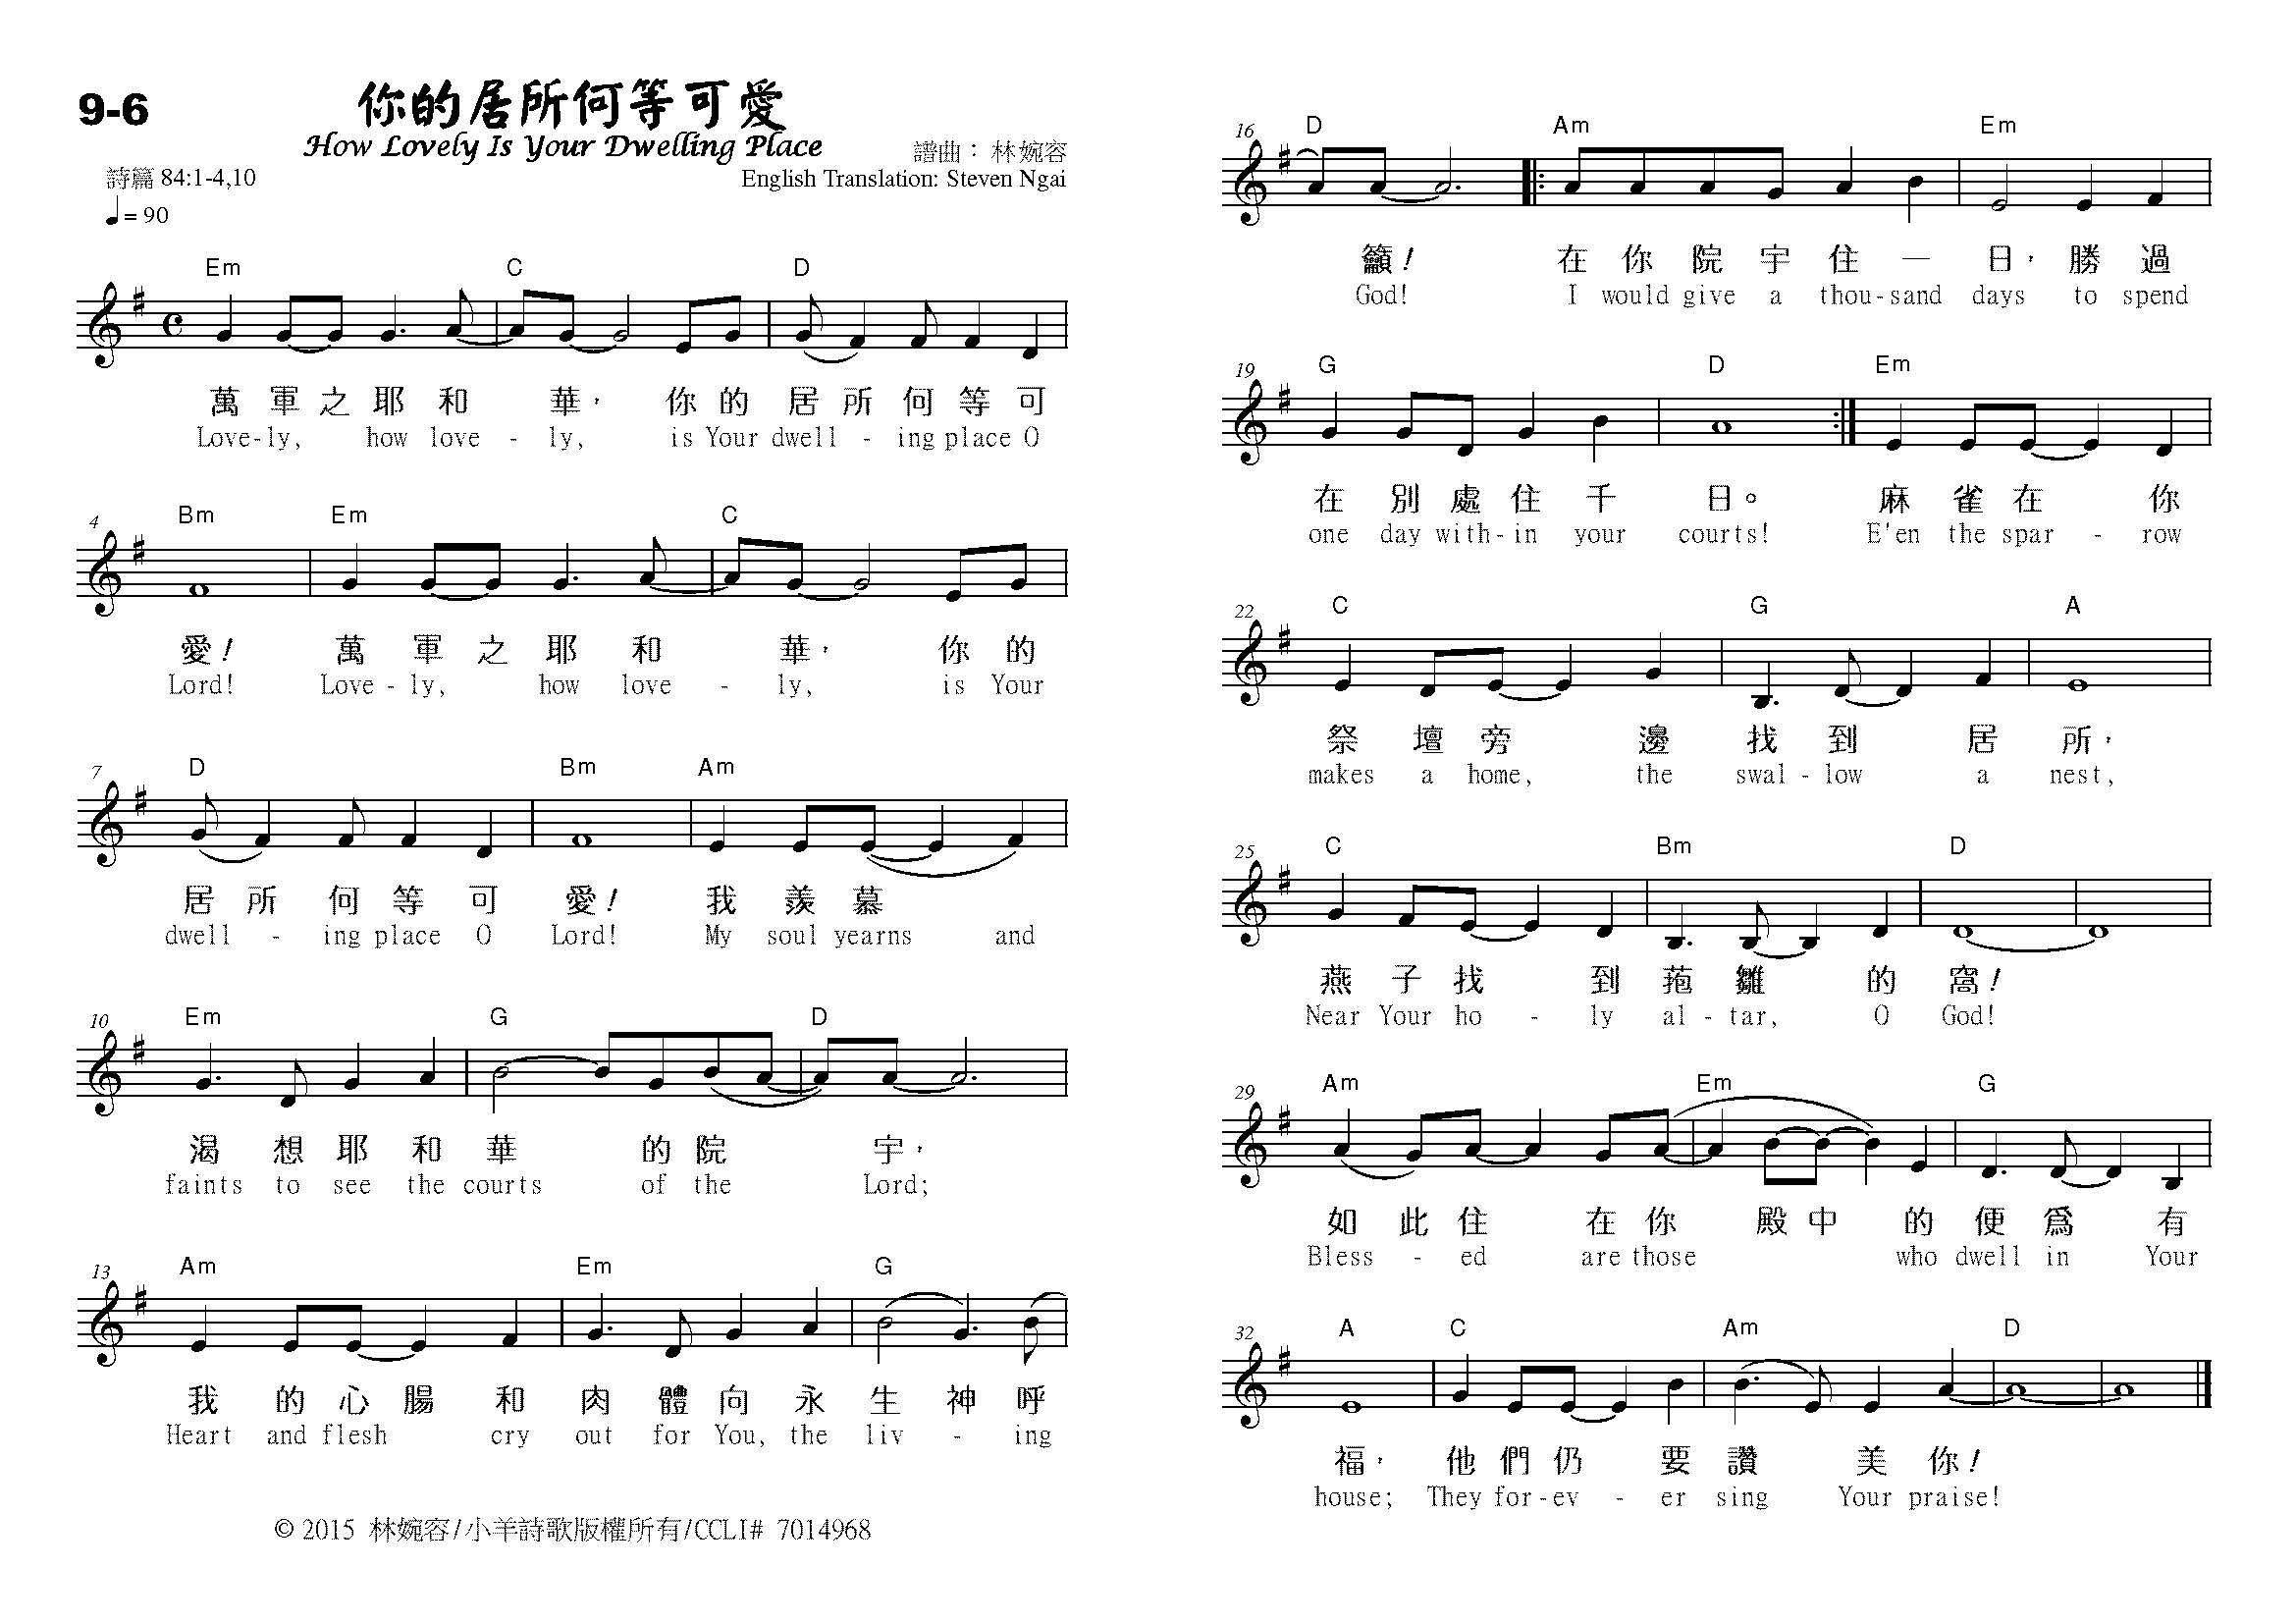 9-6
你的居所何等可愛
How Lovely Is Your Dwelling Place
譜曲：林婉容
詩篇 84:1-4,10
English Translation: Steven Ngai
= 90
Em C D
萬 軍 之 耶 和 華， 你 的 居 所 何 等 可
Love-ly, how love - ly, is Your dwell - ing place O
4 Bm Em C
愛！ 萬 軍 之 耶 和 華， 你 的
Lord! Love - ly, how love - ly, is Your
7 D Bm Am
居 所 何 等 可 愛！ 我 羨 慕
dwell - ing place O Lord! My soul yearns and
10 Em G D
渴 想 耶 和 華 的 院 宇，
faints to see the courts of the Lord;
13 Am Em G
我 的 心 腸 和 肉 體 向 永 生 神 呼
Heart and flesh cry out for You, the liv - ing
16 D Am Em
籲！ 在 你 院 宇 住 一 日，勝 過
God! I would give a thou-sand days to spend
19 G D Em
在 別 處 住 千 日。 麻 雀 在 你
one day with-in your courts! E'en the spar - row
22 C G A
祭 壇 旁 邊 找 到 居 所，
makes a home, the swal - low a nest,
25 C Bm D
燕 子 找 到 菢 雛 的 窩！
Near Your ho - ly al - tar, O God!
29 Am Em G
如 此 住 在 你 殿 中 的 便 為 有
Bless - ed are those who dwell in Your
32 A C Am D
福， 他 們 仍 要 讚 美 你！
house; They for-ev - er sing Your praise!
© 2015 林婉容/小羊詩歌版權所有/CCLI# 7014968